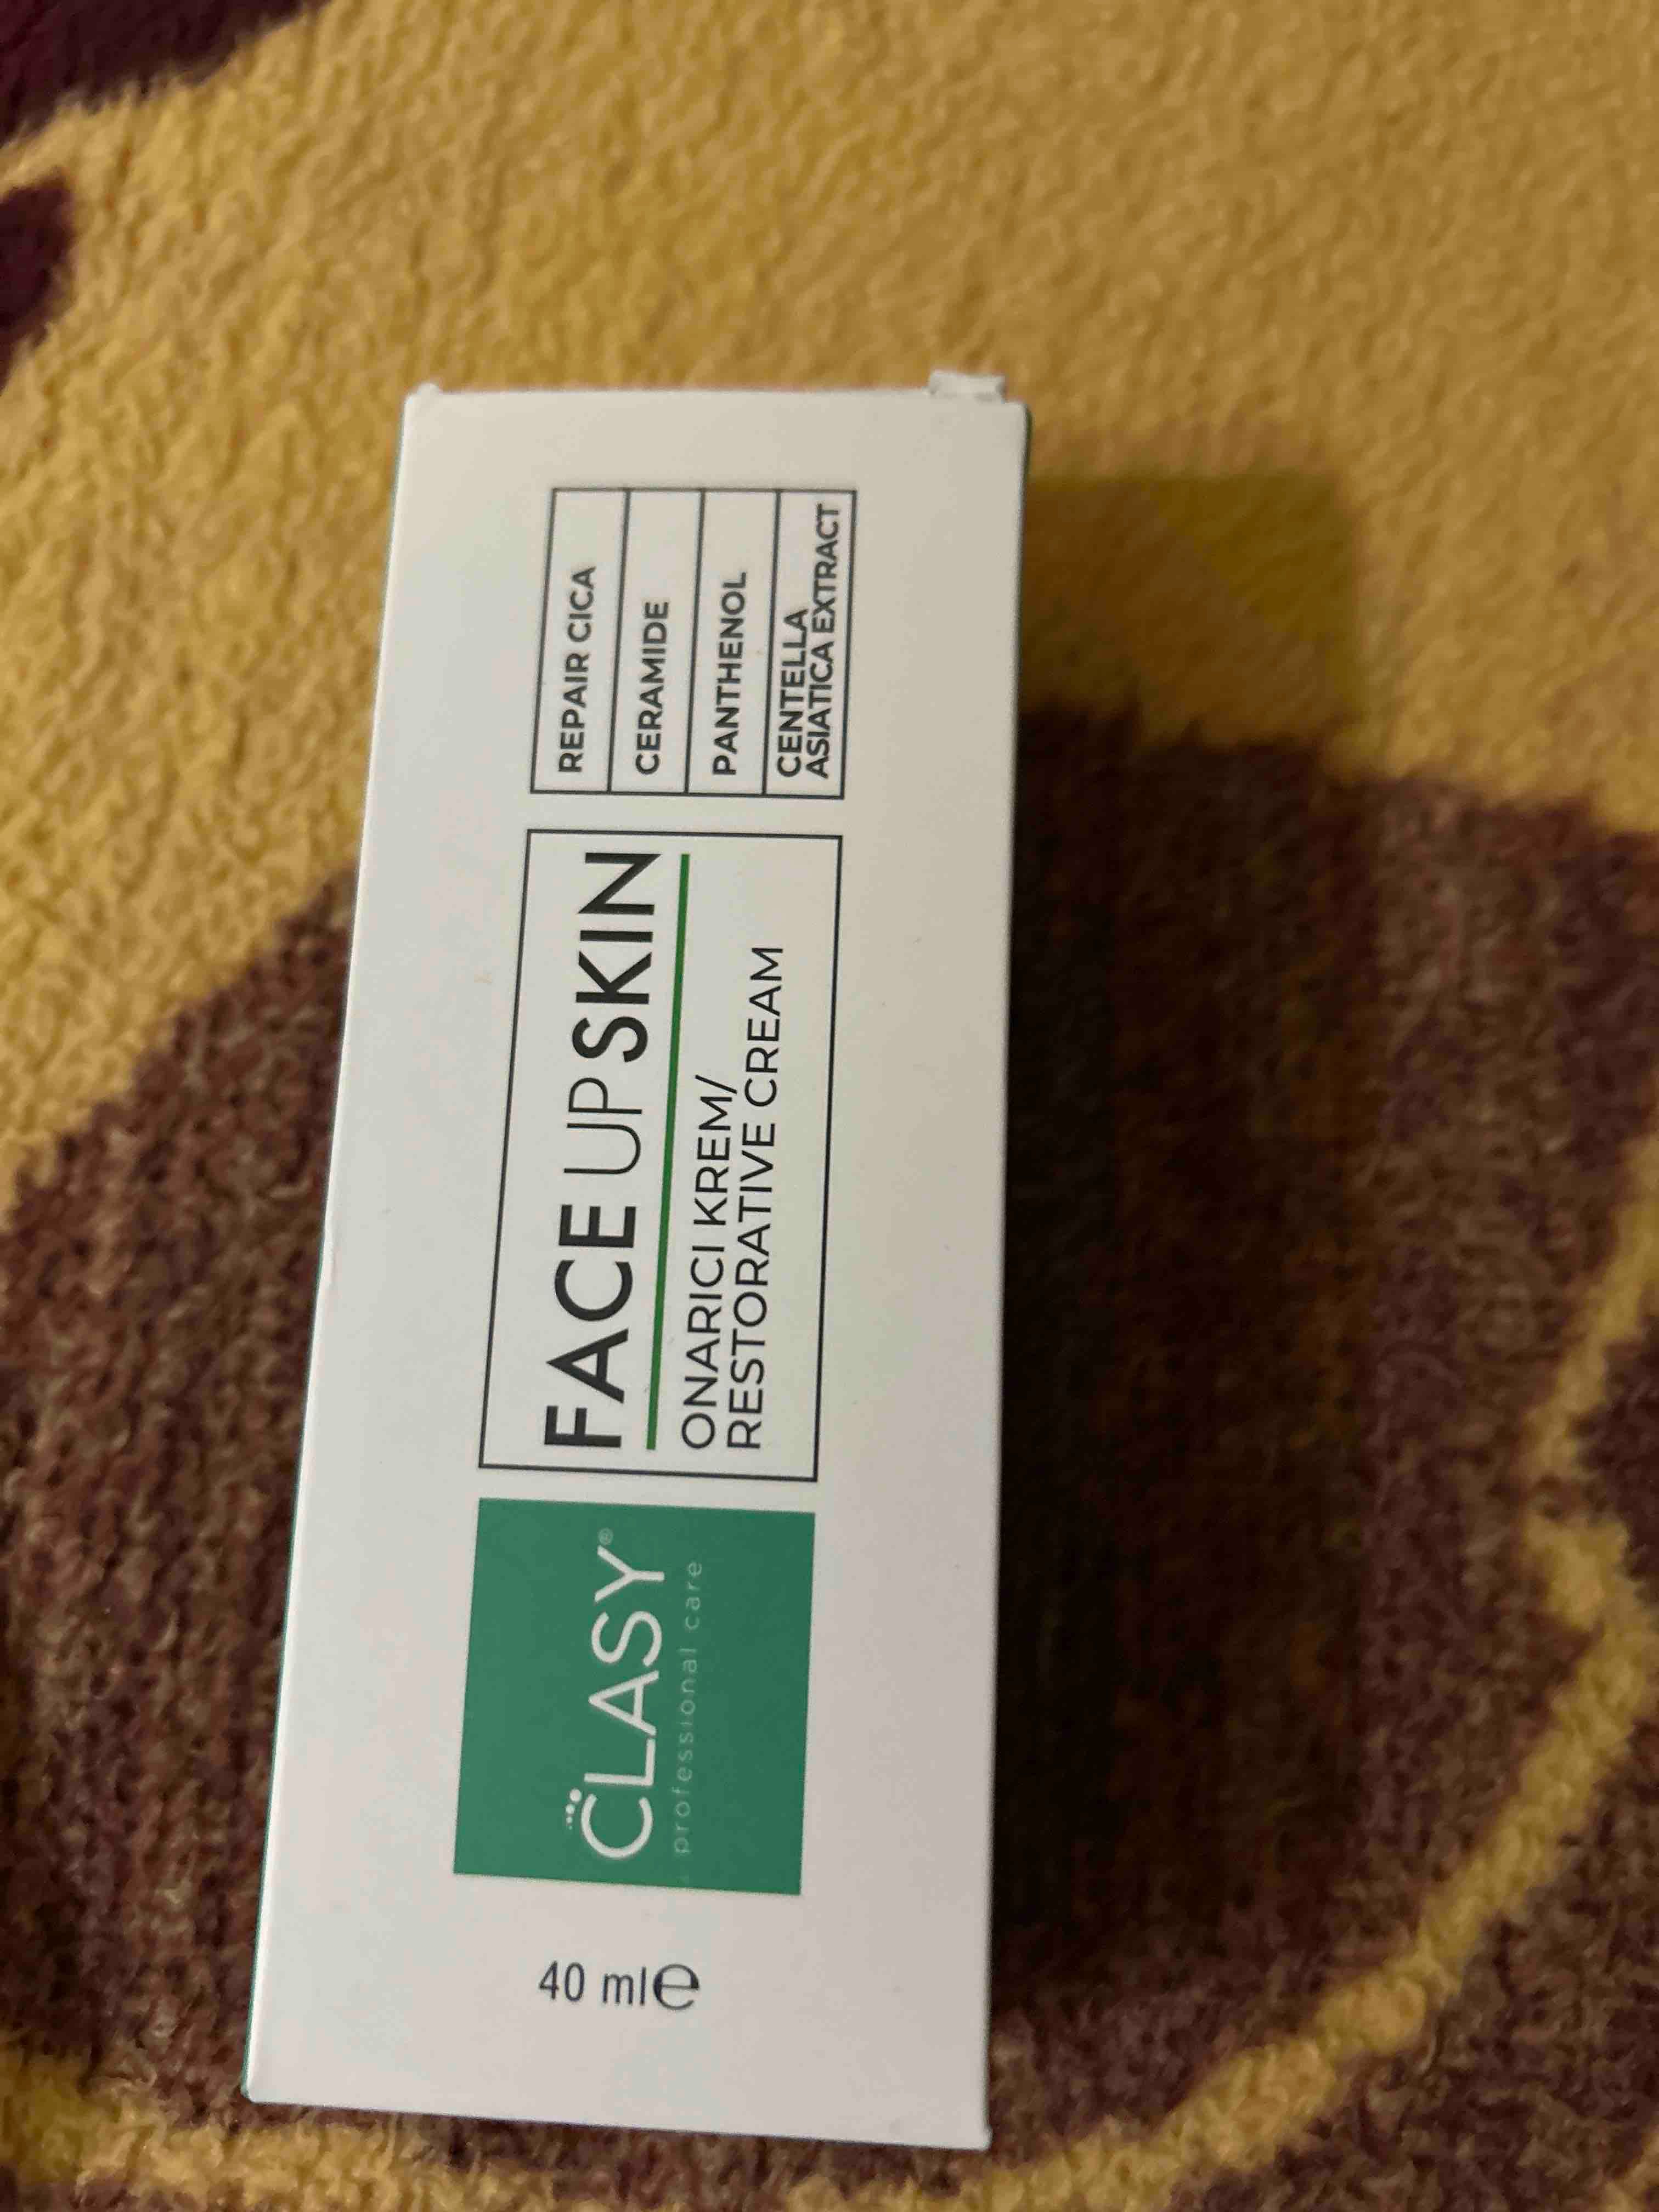 40 ml℮
CLASY®
professional care
FACE UP SKIN
ONARICI KREM/
RESTORATIVE CREAM
REPAIR CICA
CERAMIDE
PANTHENOL
CENTELLA
ASIATICA EXTRACT